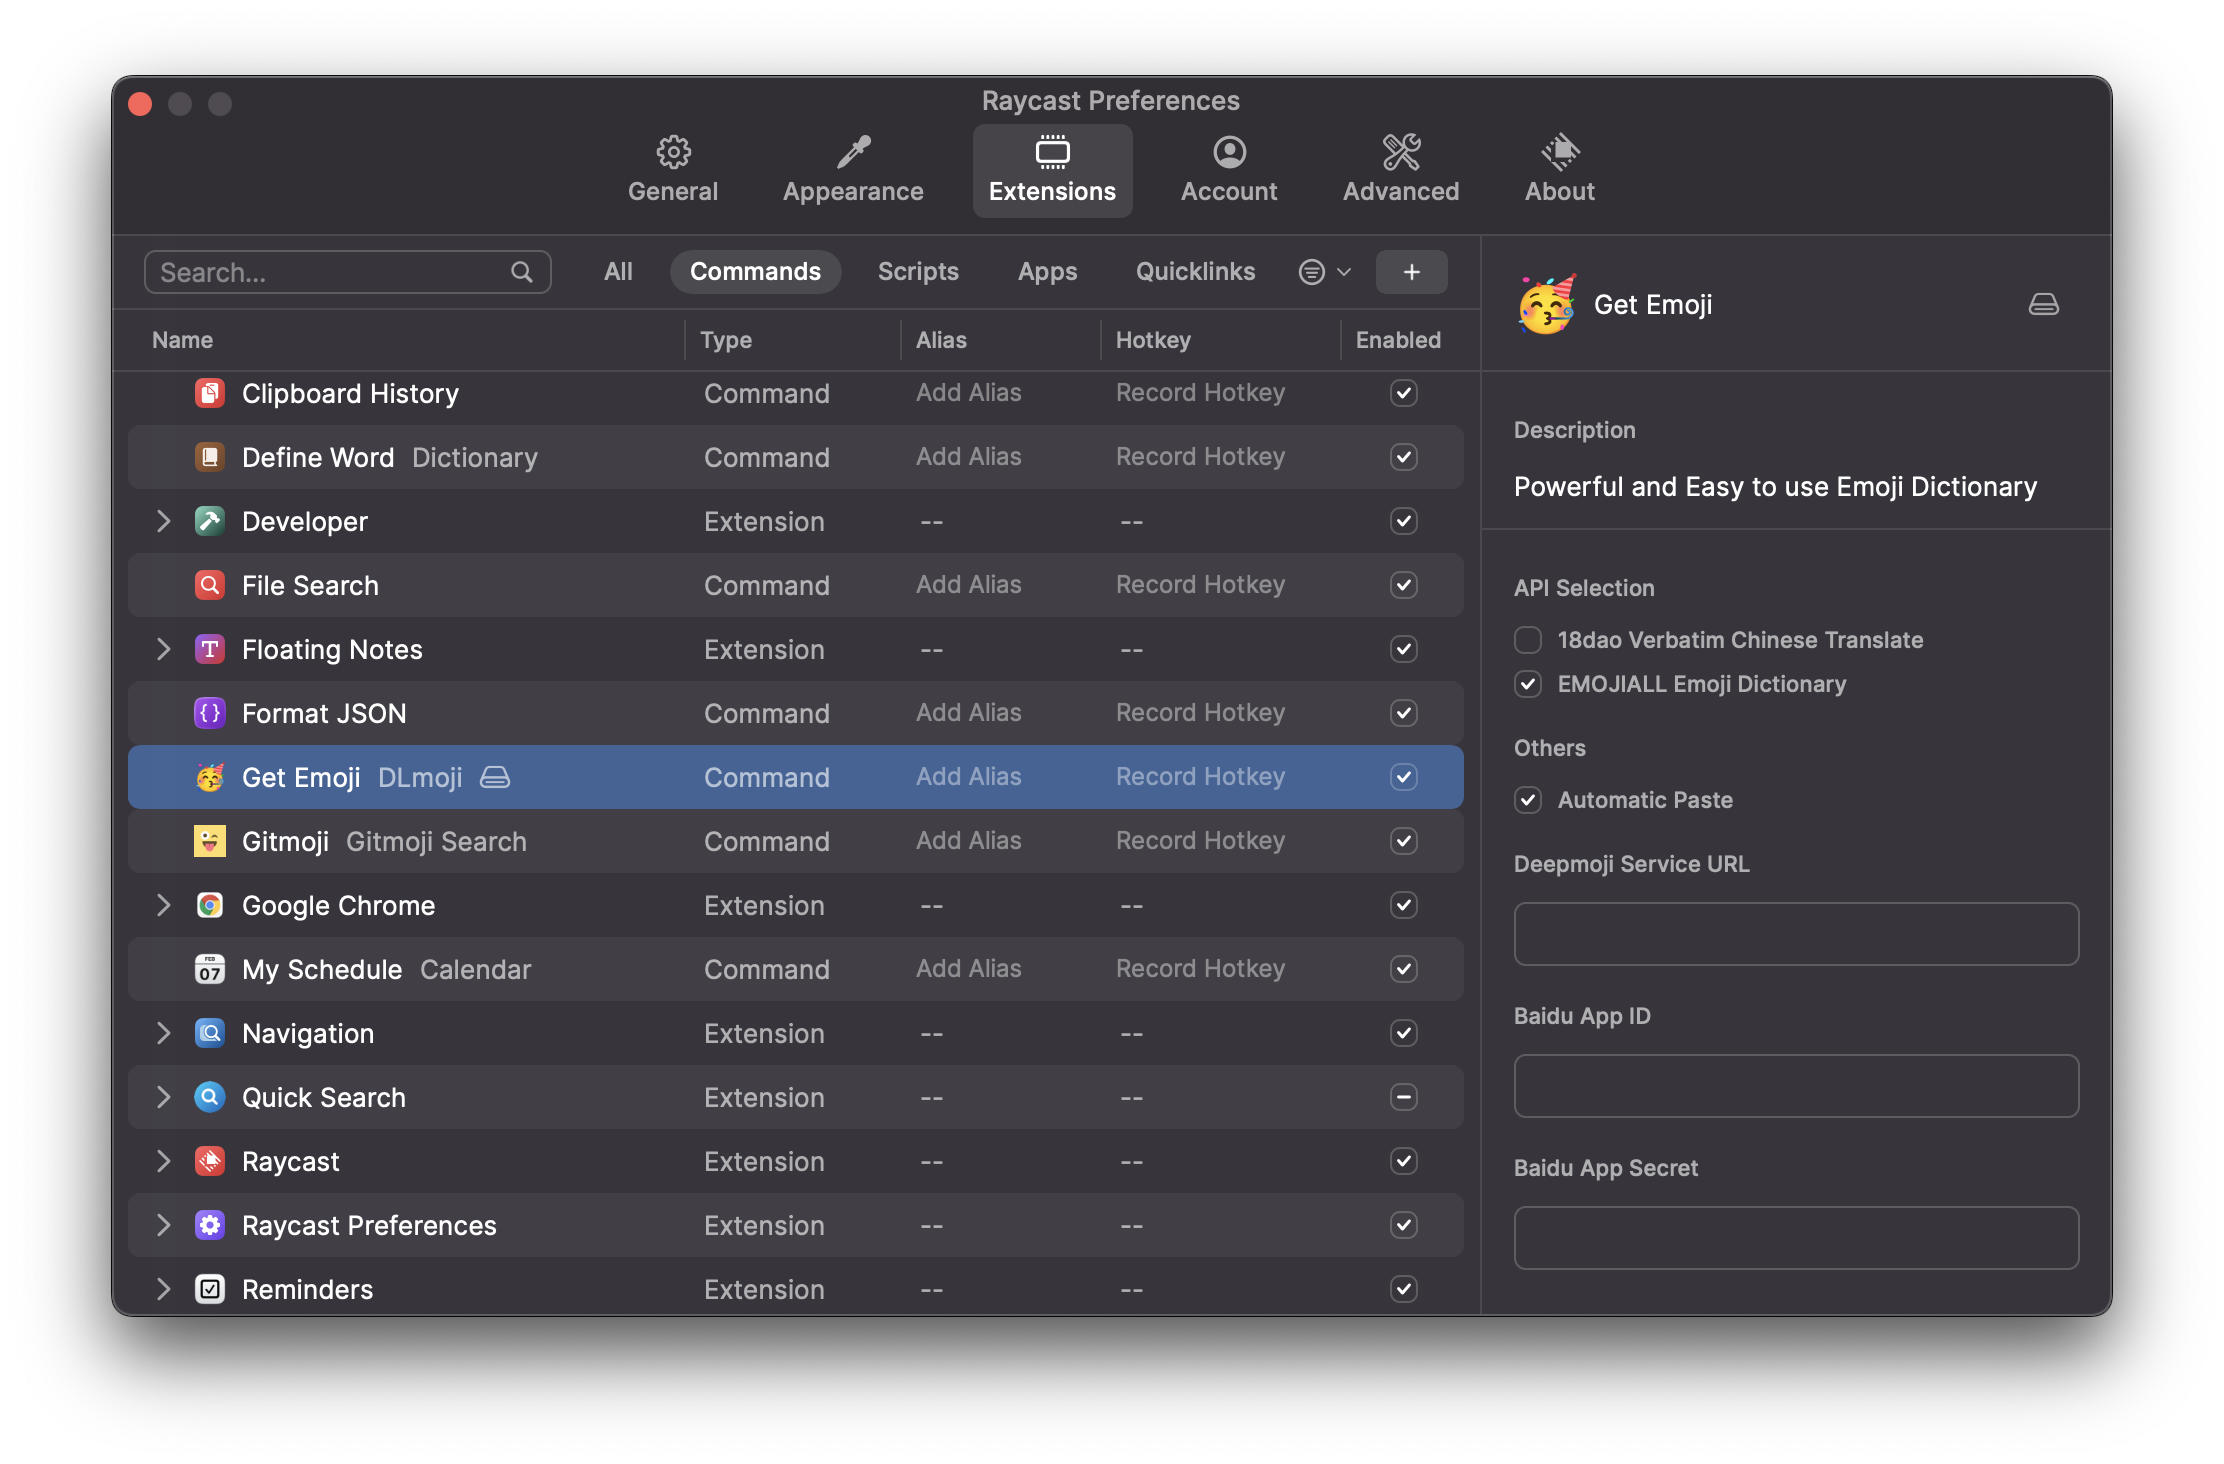 Raycast Preferences
General Appearance Extensions Account Advanced About
Search... All Commands Scripts Apps Quicklinks +
Name Type Alias Hotkey Enabled
Clipboard History Command Add Alias Record Hotkey
Define Word Dictionary Command Add Alias Record Hotkey
Developer Extension -- --
File Search Command Add Alias Record Hotkey
Floating Notes Extension -- --
Format JSON Command Add Alias Record Hotkey
Get Emoji DLmoji Command Add Alias Record Hotkey
Gitmoji Gitmoji Search Command Add Alias Record Hotkey
Google Chrome Extension -- --
FEB
07 My Schedule Calendar Command Add Alias Record Hotkey
Navigation Extension -- --
Quick Search Extension -- --
Raycast Extension -- --
Raycast Preferences Extension -- --
Reminders Extension -- --
Get Emoji
Description
Powerful and Easy to use Emoji Dictionary
API Selection
18dao Verbatim Chinese Translate
EMOJIALL Emoji Dictionary
Others
Automatic Paste
Deepmoji Service URL
Baidu App ID
Baidu App Secret